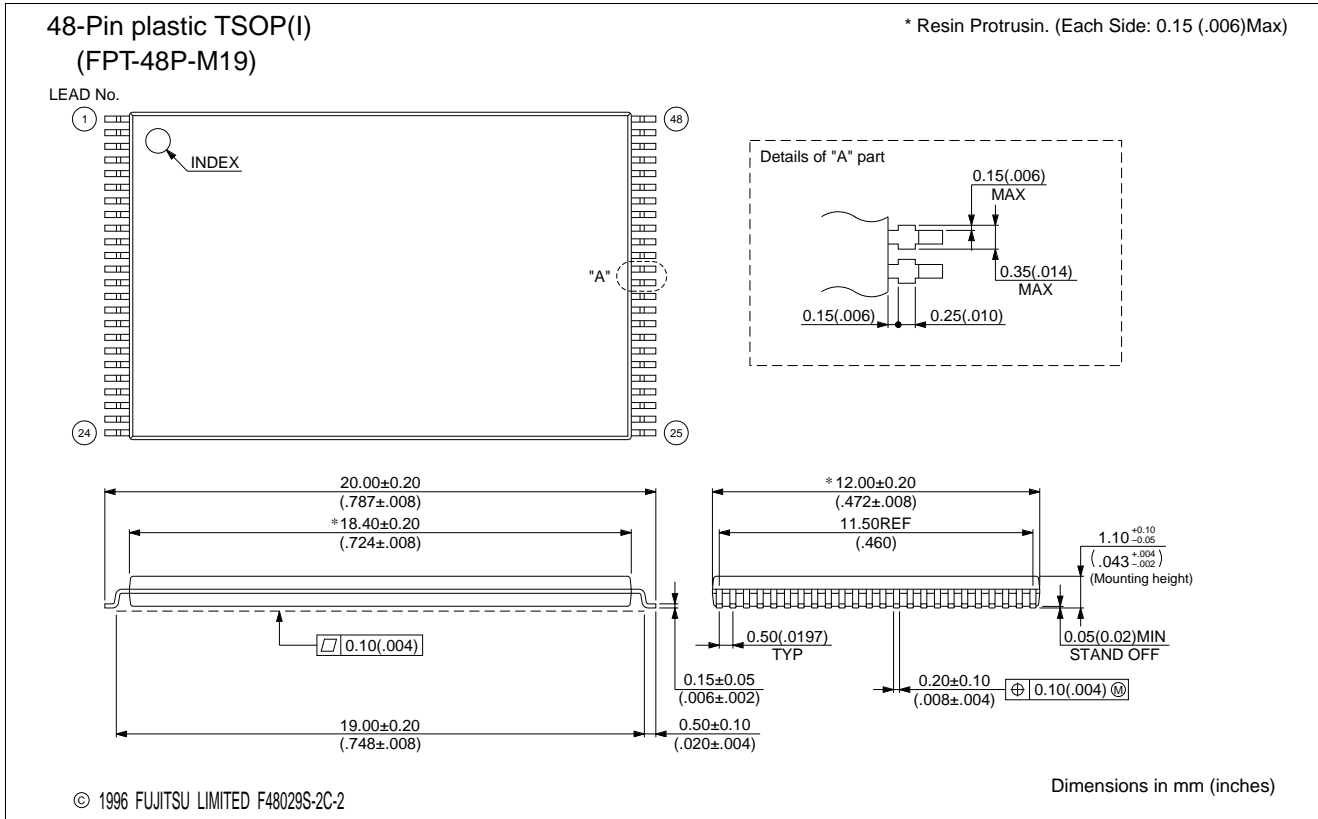 48-Pin plastic TSOP(I)
(FPT-48P-M19)
* Resin Protrusin. (Each Side: 0.15 (.006)Max)
LEAD No.
1
48
INDEX
"A"
24
25
Details of "A" part
0.15(.006)
MAX
0.35(.014)
MAX
0.15(.006)
0.25(.010)
20.00±0.20
(.787±.008)
*18.40±0.20
(.724±.008)
0.10(.004)
0.15±0.05
(.006±.002)
19.00±0.20
(.748±.008)
0.50±0.10
(.020±.004)
*12.00±0.20
(.472±.008)
11.50REF
(.460)
1.10 +0.10 −0.05
(.043 +.004 −.002)
(Mounting height)
0.50(.0197)
TYP
0.05(0.02)MIN
STAND OFF
0.20±0.10
(.008±.004)
⌖ 0.10(.004) Ⓜ
© 1996 FUJITSU LIMITED F48029S-2C-2
Dimensions in mm (inches)